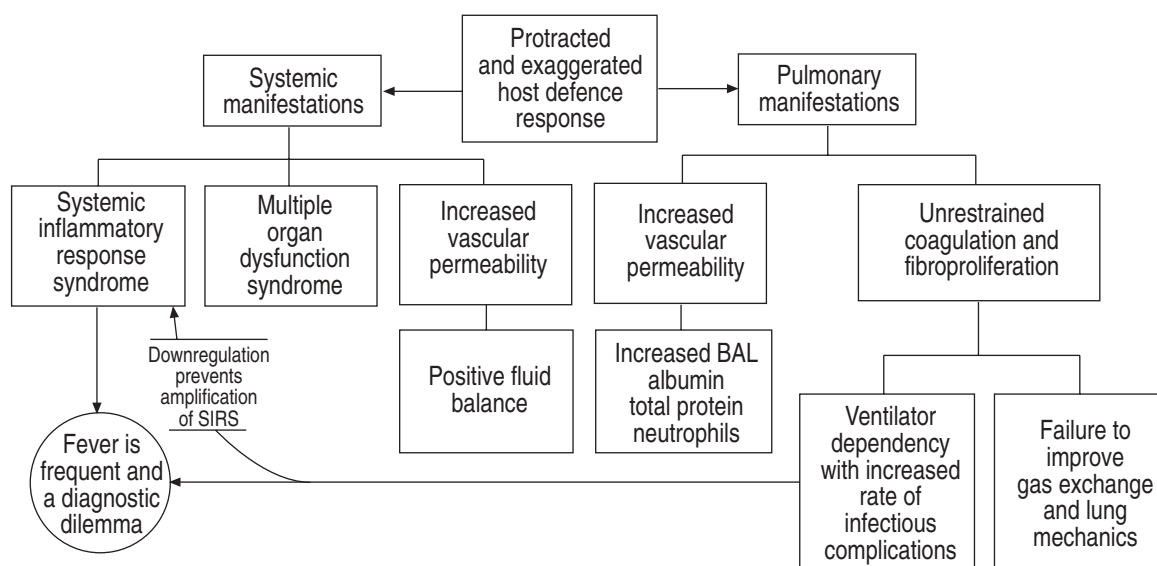 Protracted
and exaggerated
host defence
response
Systemic
manifestations
Pulmonary
manifestations
Systemic
inflammatory
response
syndrome
Multiple
organ
dysfunction
syndrome
Increased
vascular
permeability
Increased
vascular
permeability
Unrestrained
coagulation and
fibroproliferation
Downregulation
prevents
amplification
of SIRS
Positive fluid
balance
Increased BAL
albumin
total protein
neutrophils
Fever is
frequent and
a diagnostic
dilemma
Ventilator
dependency
with increased
rate of
infectious
complications
Failure to
improve
gas exchange
and lung
mechanics